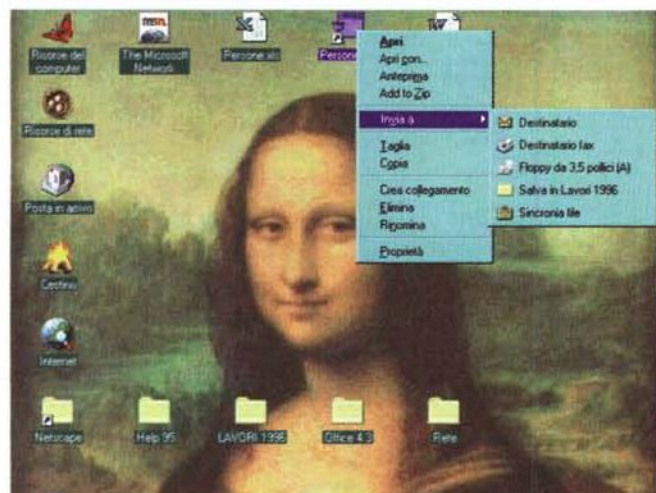 Risorse del computer
The Microsoft Network
msn.
Persone.xls
Persone
W
Apri
Apri con...
Anteprima
Add to Zip
Invia a
Taglia
Copia
Crea collegamento
Elimina
Rinomina
Proprietà
Destinatario
Destinatario fax
Floppy da 3,5 pollici (A)
Salva in Lavori 1996
Sincronia file
Risorse di rete
Posta in arrivo
Cestino
Internet
Netscape
Help 95
LAVORI 1996
Office 4.3
Rete